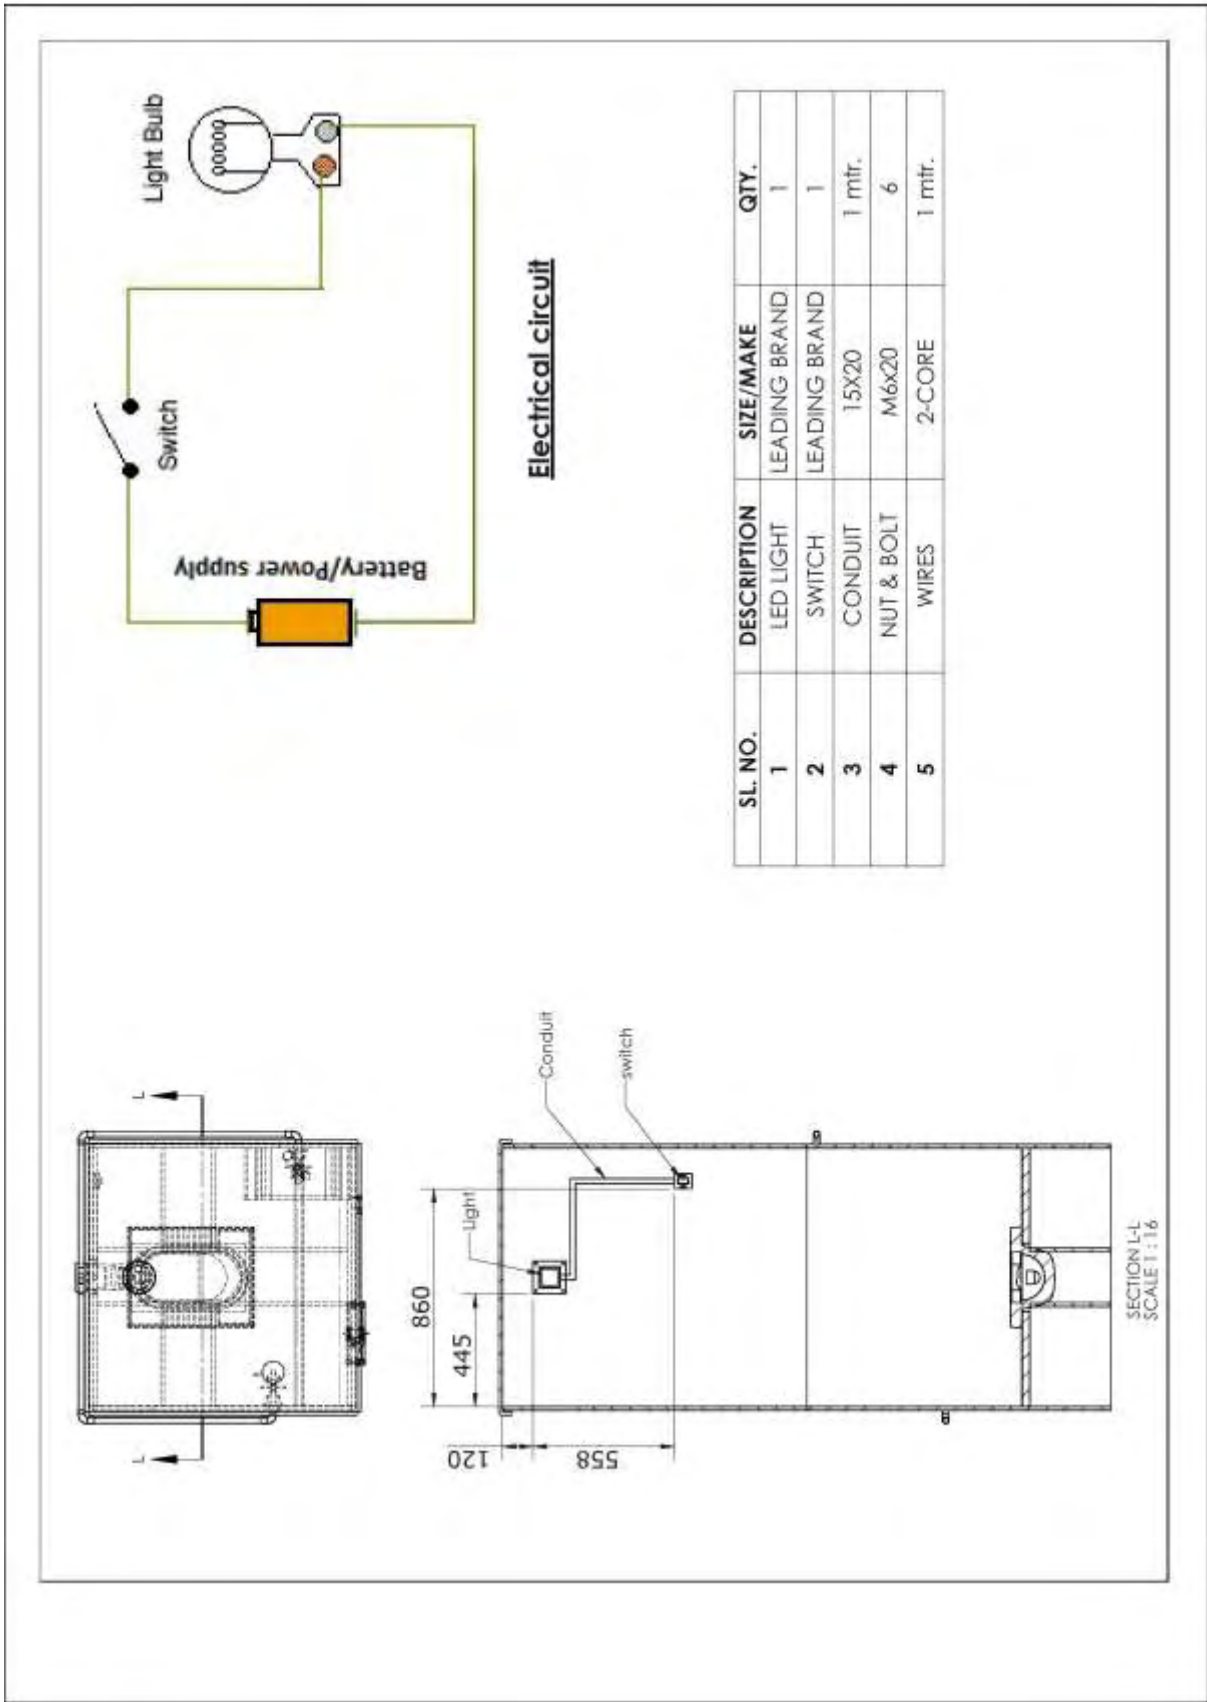 L
L
860
445
120
558
Light
Conduit
switch
SECTION L-L
SCALE 1 : 16
Battery/Power supply
Switch
Light Bulb
Electrical circuit
SL. NO. DESCRIPTION SIZE/MAKE QTY.
1 LED LIGHT LEADING BRAND 1
2 SWITCH LEADING BRAND 1
3 CONDUIT 15X20 1 mtr.
4 NUT & BOLT M6x20 6
5 WIRES 2-CORE 1 mtr.